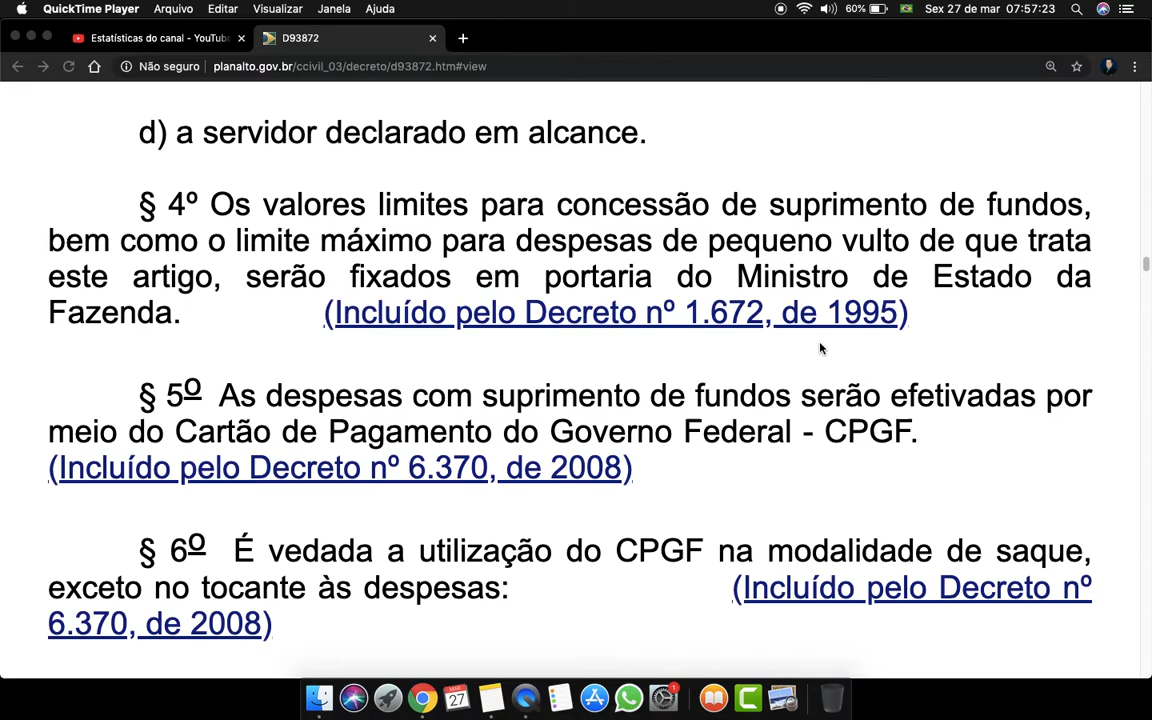 QuickTime Player Arquivo Editar Visualizar Janela Ajuda 60% Sex 27 de mar 07:57:23
Estatísticas do canal - YouTube D93872
Não seguro planalto.gov.br/ccivil_03/decreto/d93872.htm#view
d) a servidor declarado em alcance.
§ 4º Os valores limites para concessão de suprimento de fundos,
bem como o limite máximo para despesas de pequeno vulto de que trata
este artigo, serão fixados em portaria do Ministro de Estado da
Fazenda. (Incluído pelo Decreto nº 1.672, de 1995)
§ 5º As despesas com suprimento de fundos serão efetivadas por
meio do Cartão de Pagamento do Governo Federal - CPGF.
(Incluído pelo Decreto nº 6.370, de 2008)
§ 6º É vedada a utilização do CPGF na modalidade de saque,
exceto no tocante às despesas: (Incluído pelo Decreto nº
6.370, de 2008)
MAR
27
1